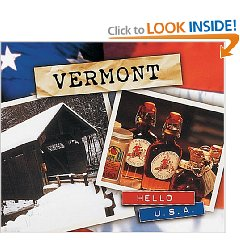 Click to LOOK INSIDE!
VERMONT
HELLO
U.S.A.